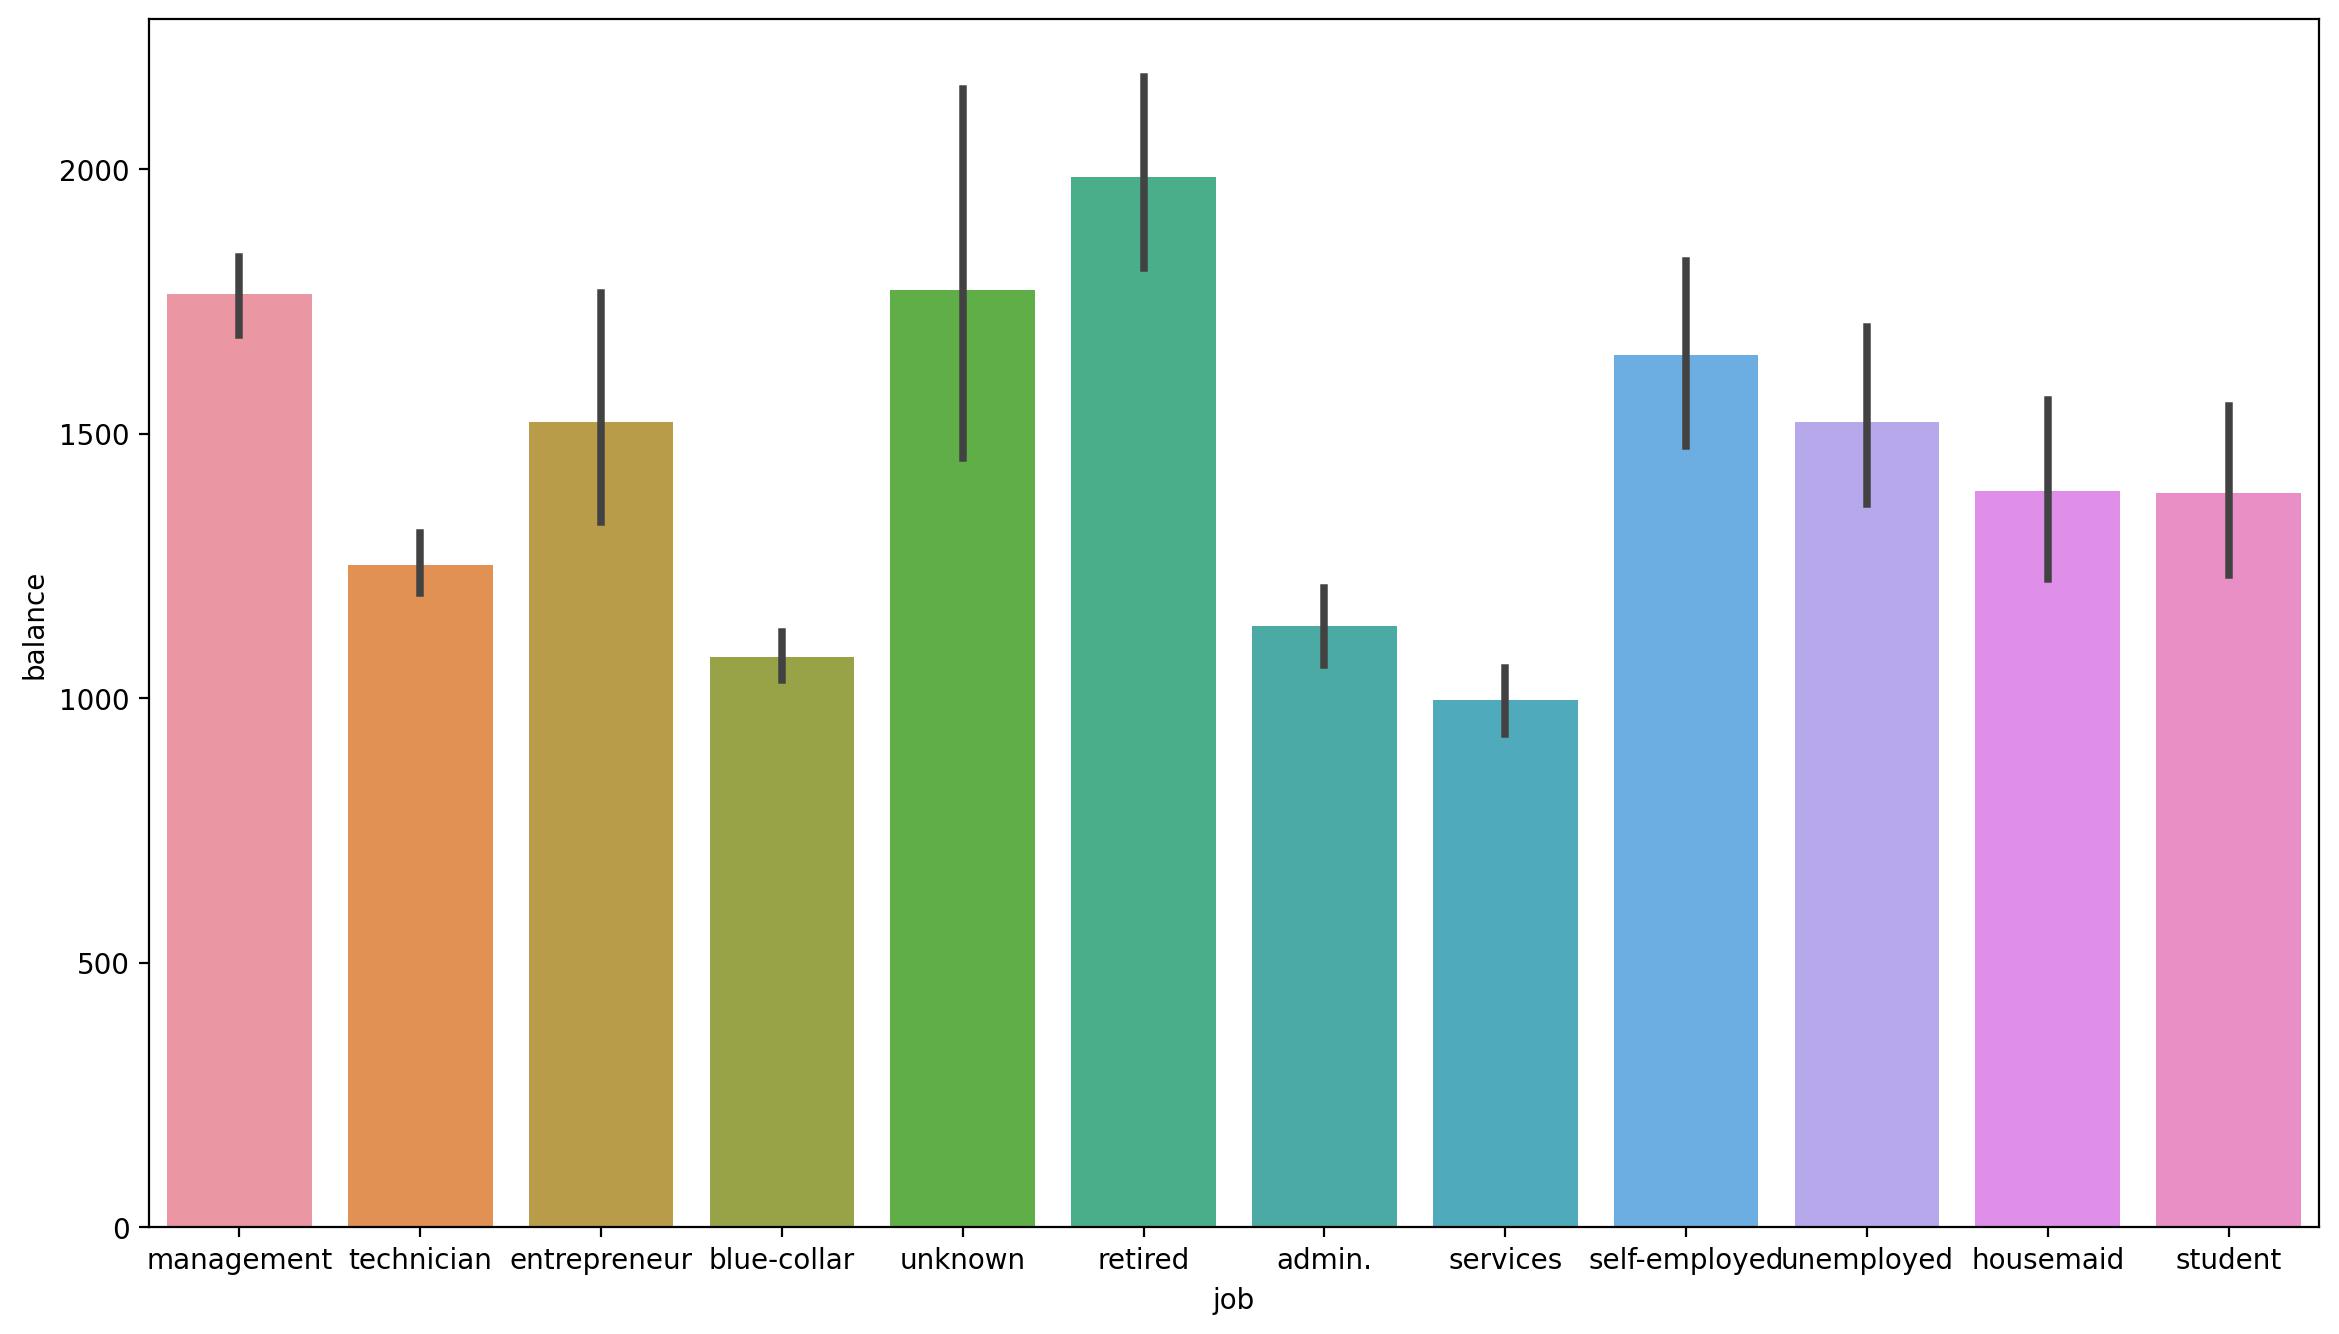 2000
1500
1000
500
0
balance
management technician entrepreneur blue-collar unknown retired admin. services self-employed unemployed housemaid student
job